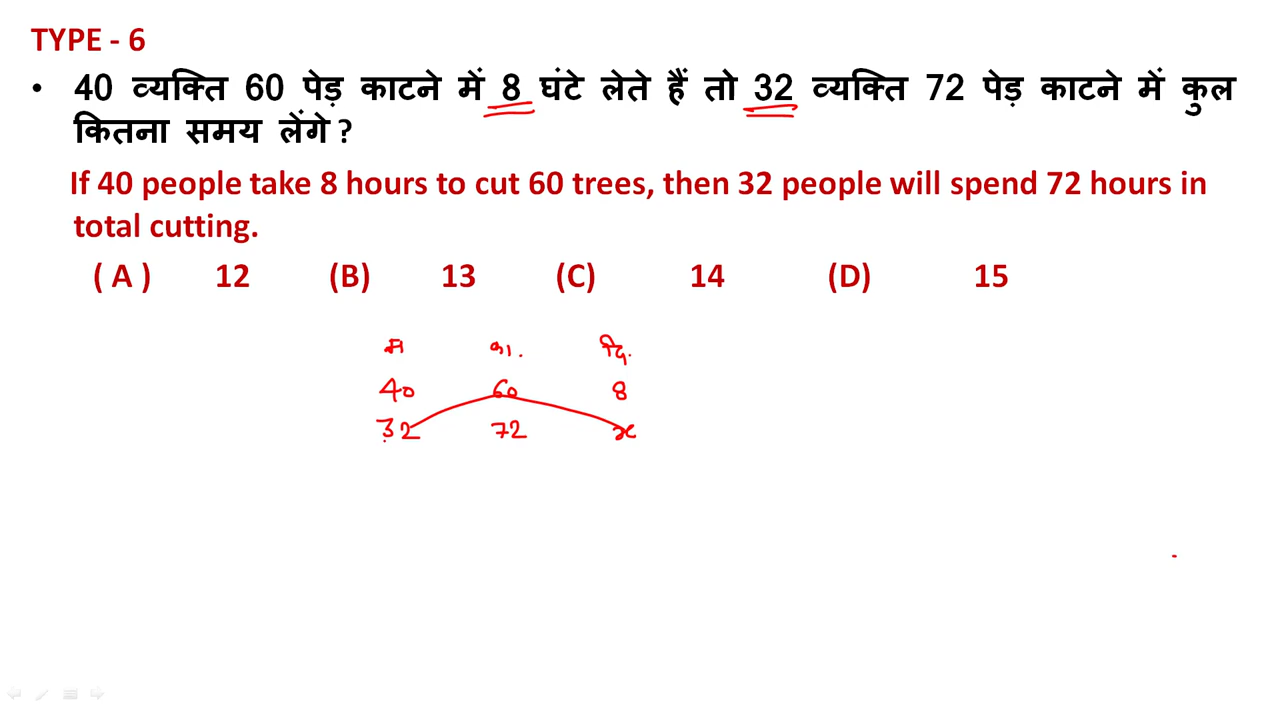 TYPE - 6
• 40 व्यक्ति 60 पेड़ काटने में 8 घंटे लेते हैं तो 32 व्यक्ति 72 पेड़ काटने में कुल
कितना समय लेंगे ?
If 40 people take 8 hours to cut 60 trees, then 32 people will spend 72 hours in
total cutting.
( A ) 12 (B) 13 (C) 14 (D) 15
का. दि.
40 60 8
32 72 x